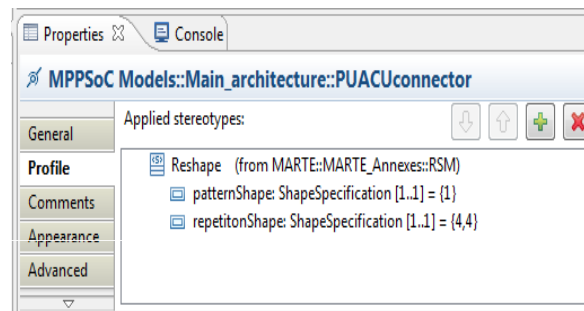 Properties Console
MPPSoC Models::Main_architecture::PUACUconnector
General
Applied stereotypes:
Profile
Reshape (from MARTE::MARTE_Annexes::RSM)
Comments
patternShape: ShapeSpecification [1..1] = {1}
Appearance
repetitonShape: ShapeSpecification [1..1] = {4,4}
Advanced